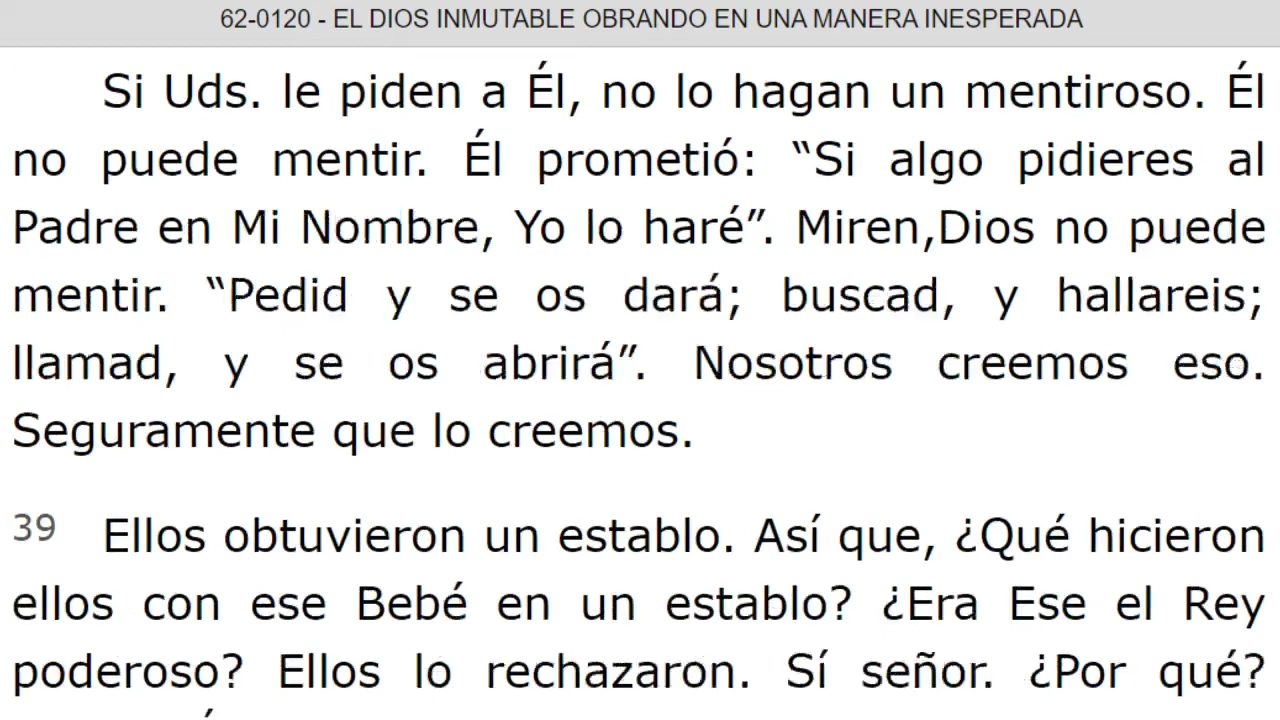 62-0120 - EL DIOS INMUTABLE OBRANDO EN UNA MANERA INESPERADA
Si Uds. le piden a Él, no lo hagan un mentiroso. Él
no puede mentir. Él prometió: “Si algo pidieres al
Padre en Mi Nombre, Yo lo haré”. Miren,Dios no puede
mentir. “Pedid y se os dará; buscad, y hallareis;
llamad, y se os abrirá”. Nosotros creemos eso.
Seguramente que lo creemos.
39 Ellos obtuvieron un establo. Así que, ¿Qué hicieron
ellos con ese Bebé en un establo? ¿Era Ese el Rey
poderoso? Ellos lo rechazaron. Sí señor. ¿Por qué?